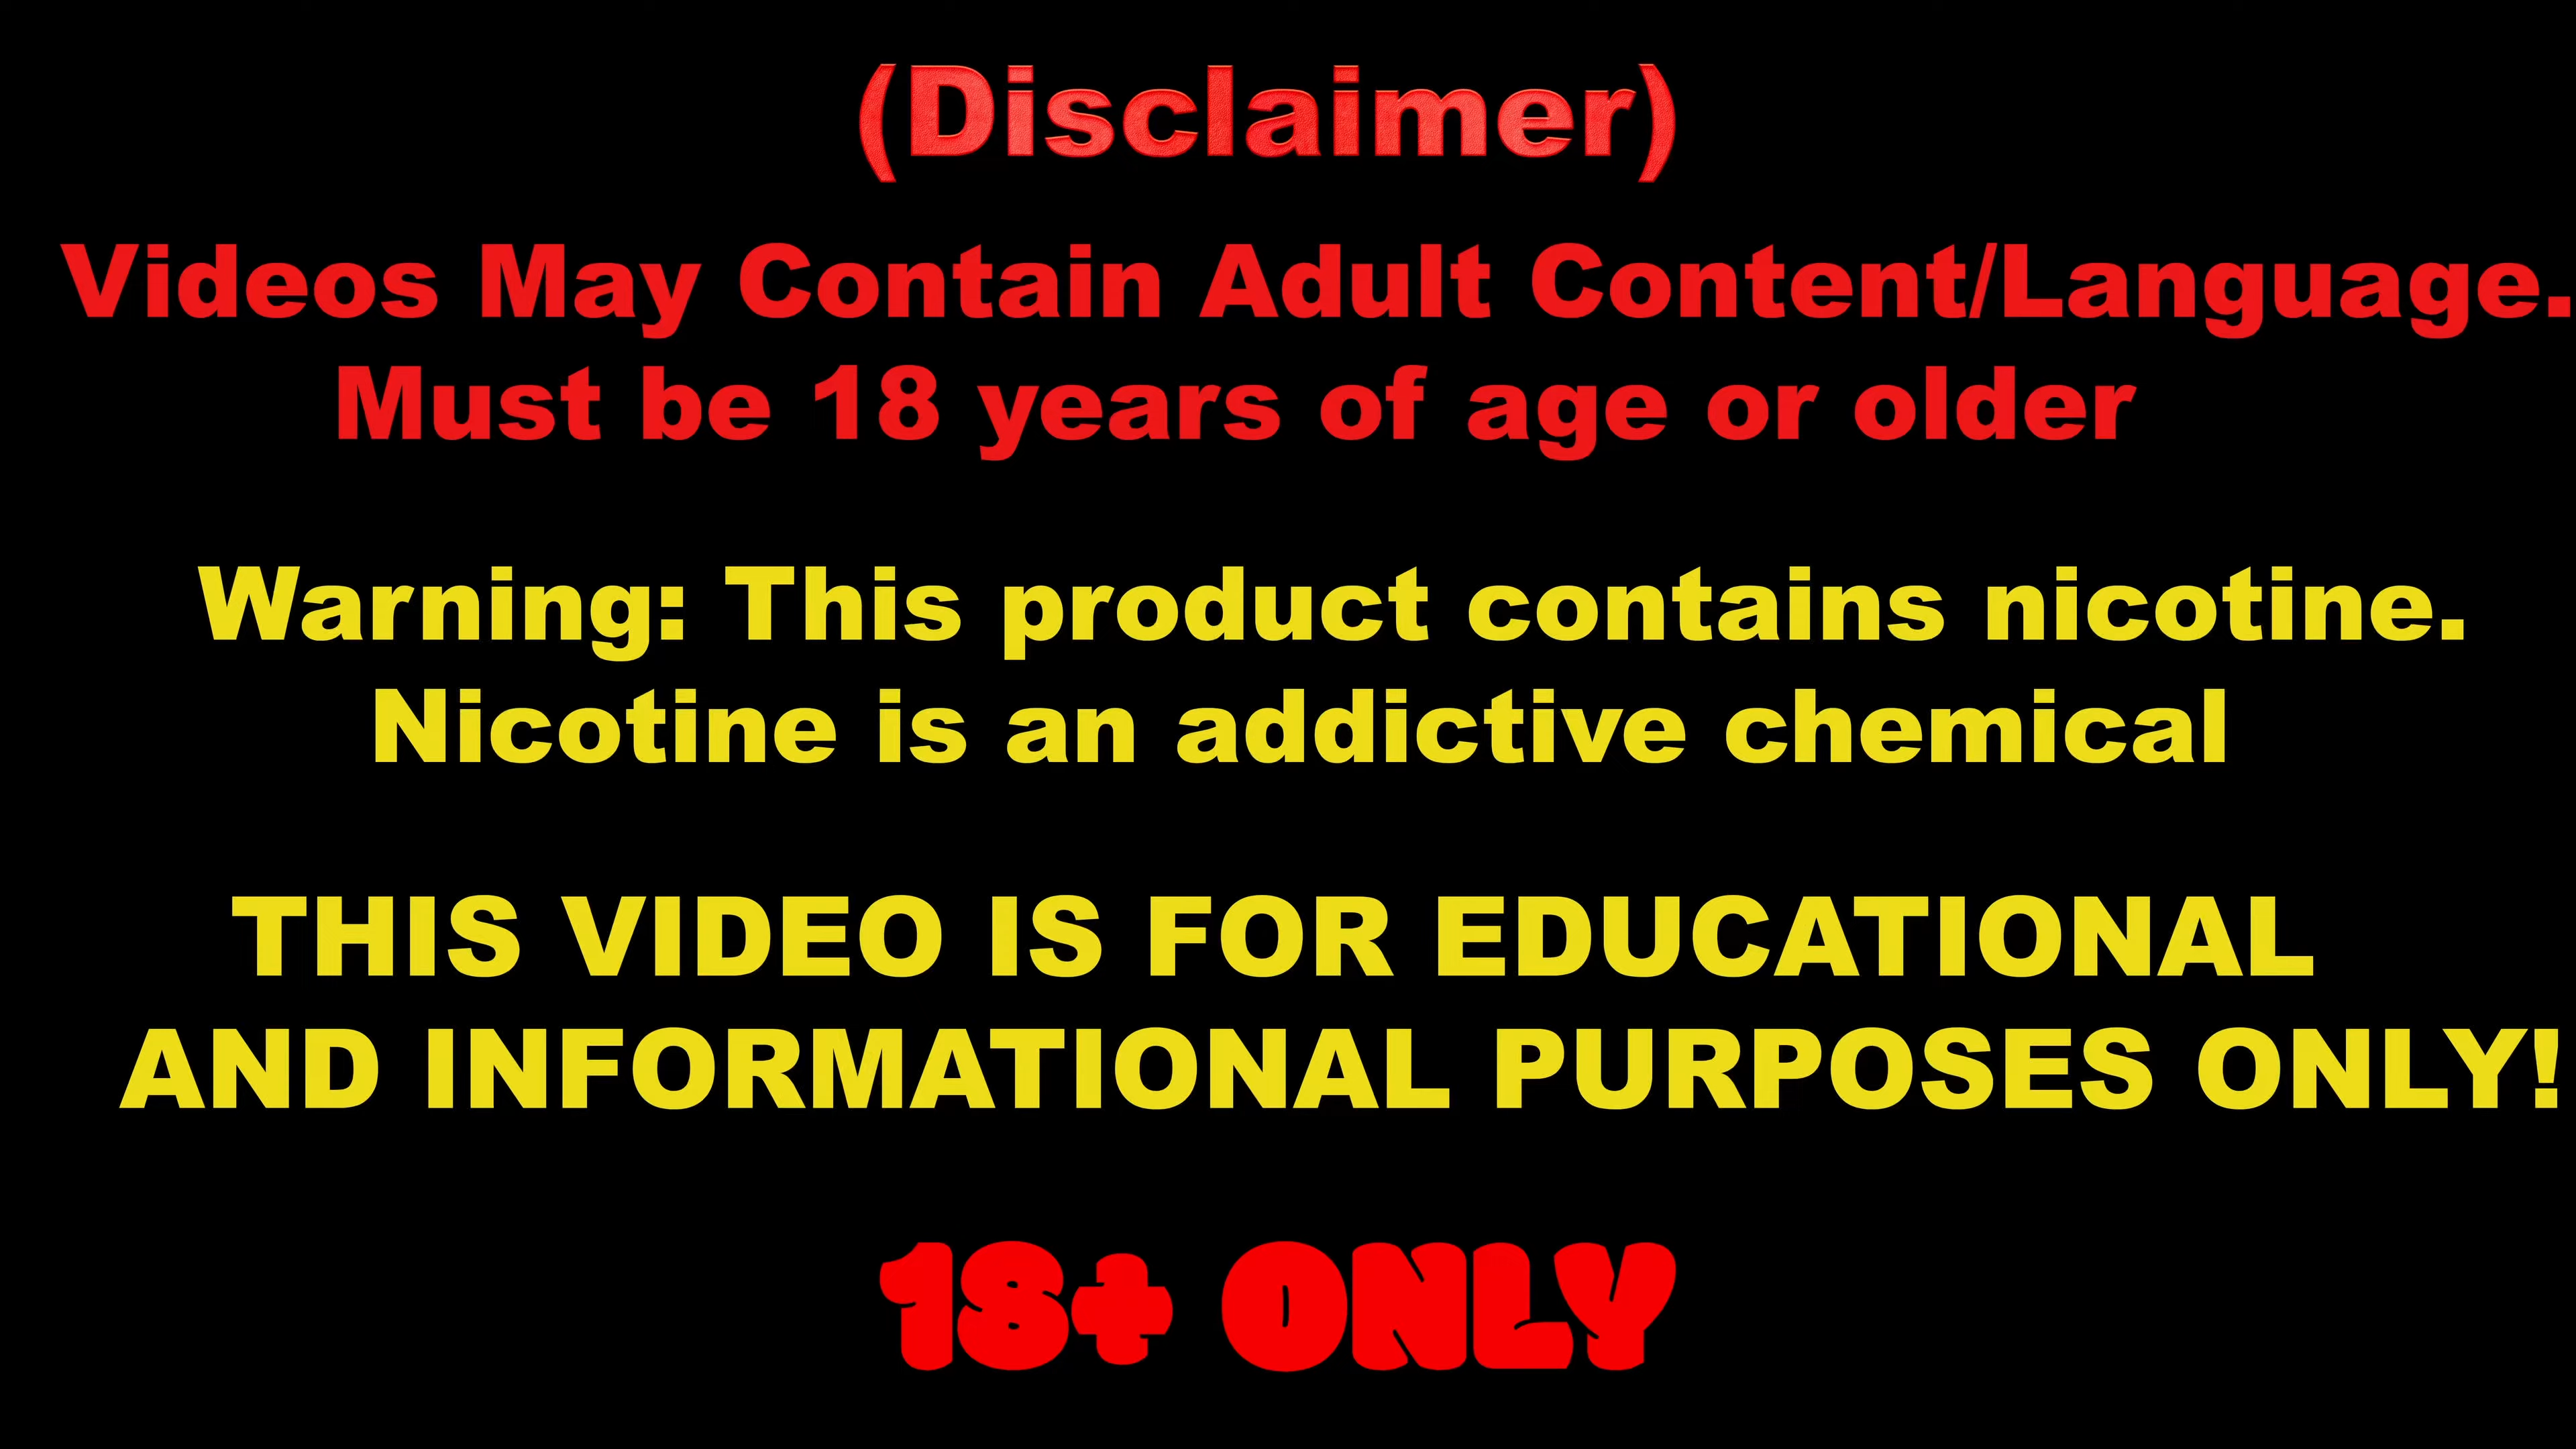 (Disclaimer)
Videos May Contain Adult Content/Language.
Must be 18 years of age or older
Warning: This product contains nicotine.
Nicotine is an addictive chemical
THIS VIDEO IS FOR EDUCATIONAL
AND INFORMATIONAL PURPOSES ONLY!
18+ ONLY